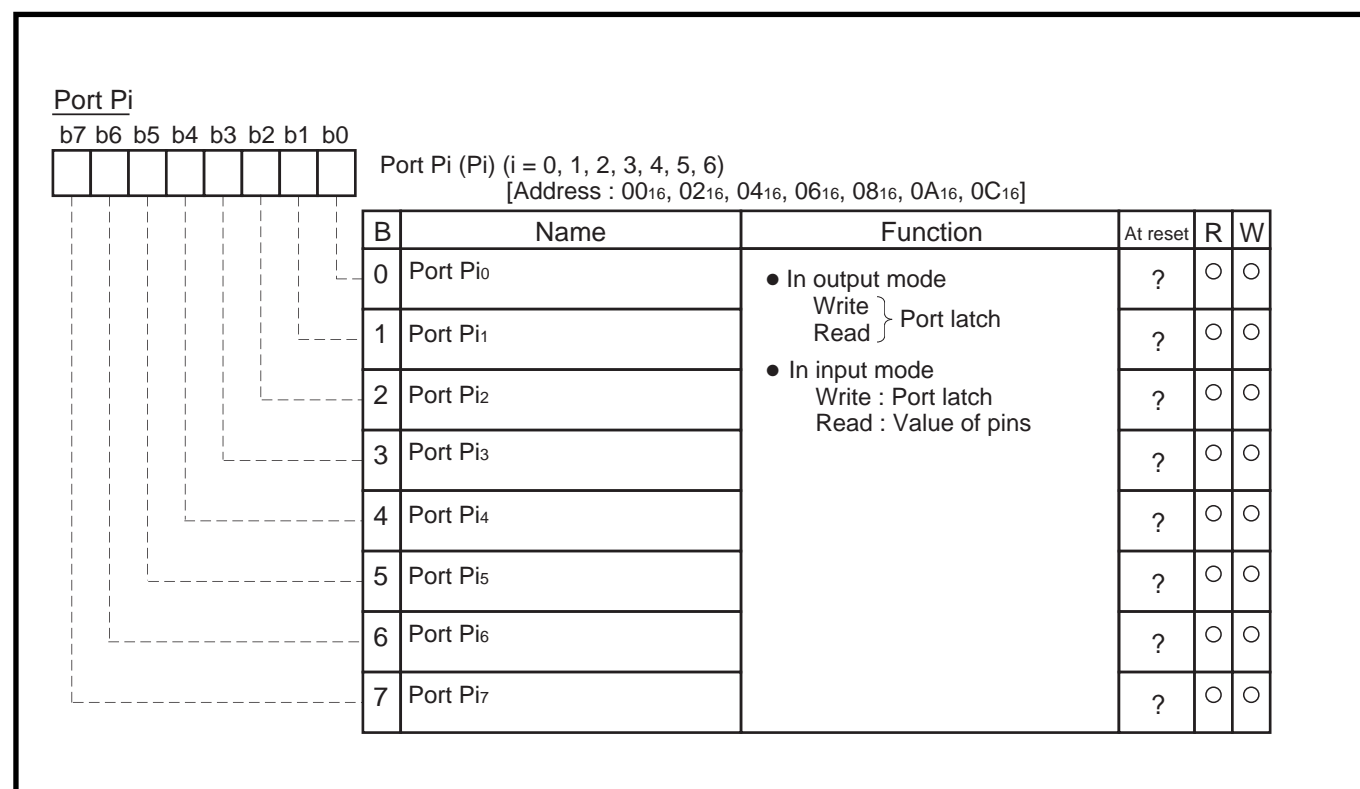 Port Pi
b7 b6 b5 b4 b3 b2 b1 b0
Port Pi (Pi) (i = 0, 1, 2, 3, 4, 5, 6)
[Address : 0016, 0216, 0416, 0616, 0816, 0A16, 0C16]
B Name Function At reset R W
0 Port Pi0 ? ○ ○
1 Port Pi1 ? ○ ○
2 Port Pi2 ? ○ ○
3 Port Pi3 ? ○ ○
4 Port Pi4 ? ○ ○
5 Port Pi5 ? ○ ○
6 Port Pi6 ? ○ ○
7 Port Pi7 ? ○ ○
● In output mode
Write
Read } Port latch
● In input mode
Write : Port latch
Read : Value of pins